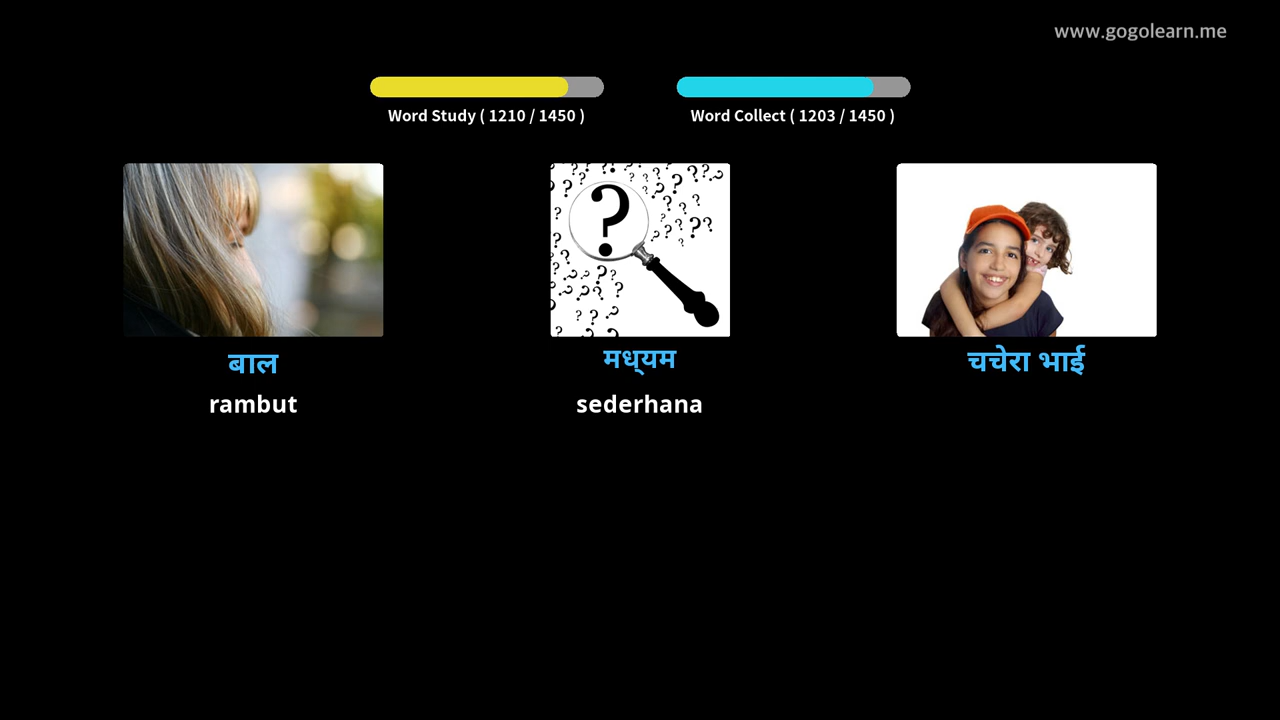 www.gogolearn.me
Word Study ( 1210 / 1450 )
Word Collect ( 1203 / 1450 )
बाल
मध्यम
चचेरा भाई
rambut
sederhana